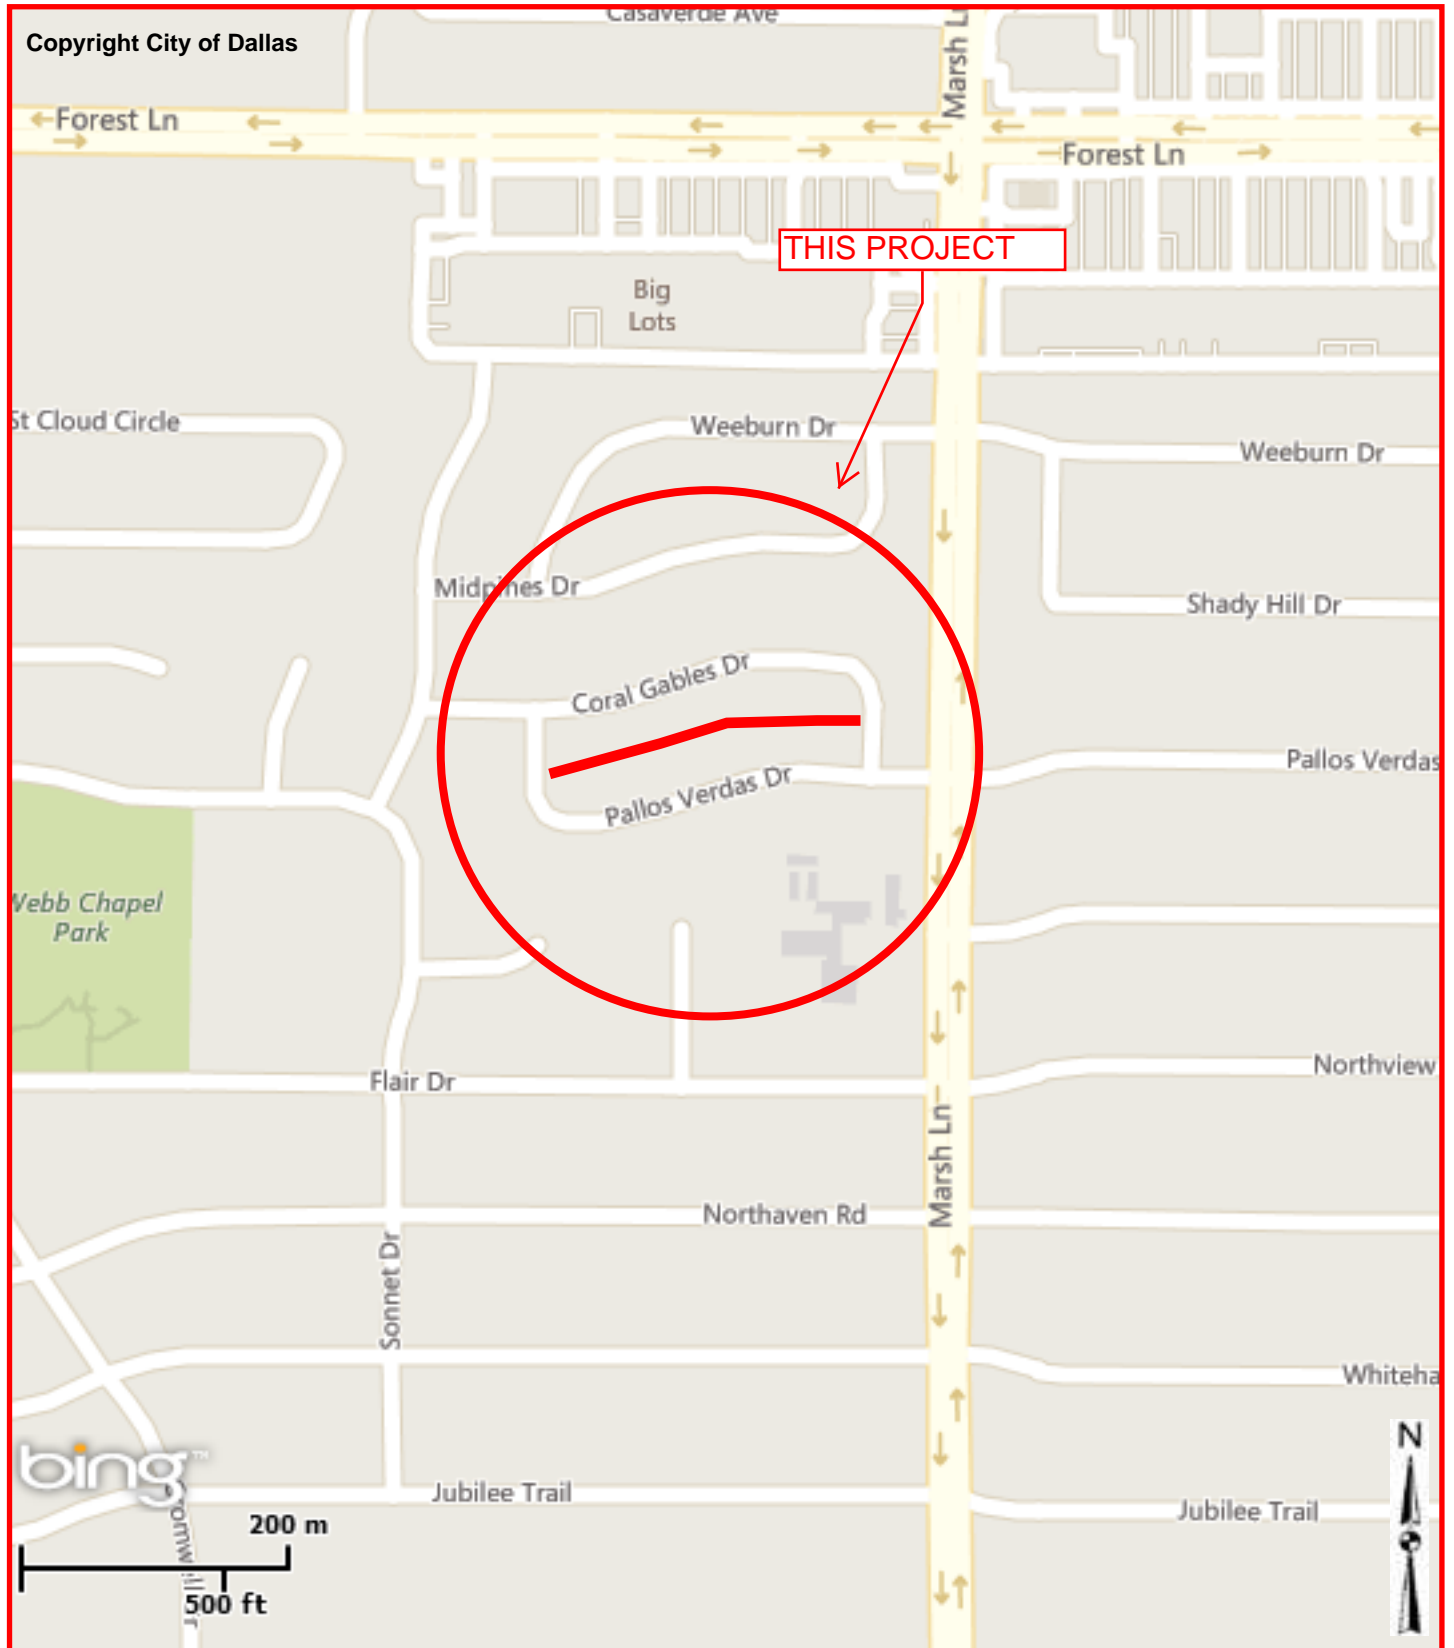 Casaverde Ave
Copyright City of Dallas
Marsh Ln
Forest Ln
Forest Ln
THIS PROJECT
Big
Lots
St Cloud Circle
Weeburn Dr
Weeburn Dr
Midpines Dr
Shady Hill Dr
Coral Gables Dr
Pallos Verdas
Pallos Verdas Dr
Webb Chapel
Park
Northview
Flair Dr
Marsh Ln
Northaven Rd
Sonnet Dr
Whiteha
N
bing™
Jubilee Trail
Jubilee Trail
200 m
500 ft